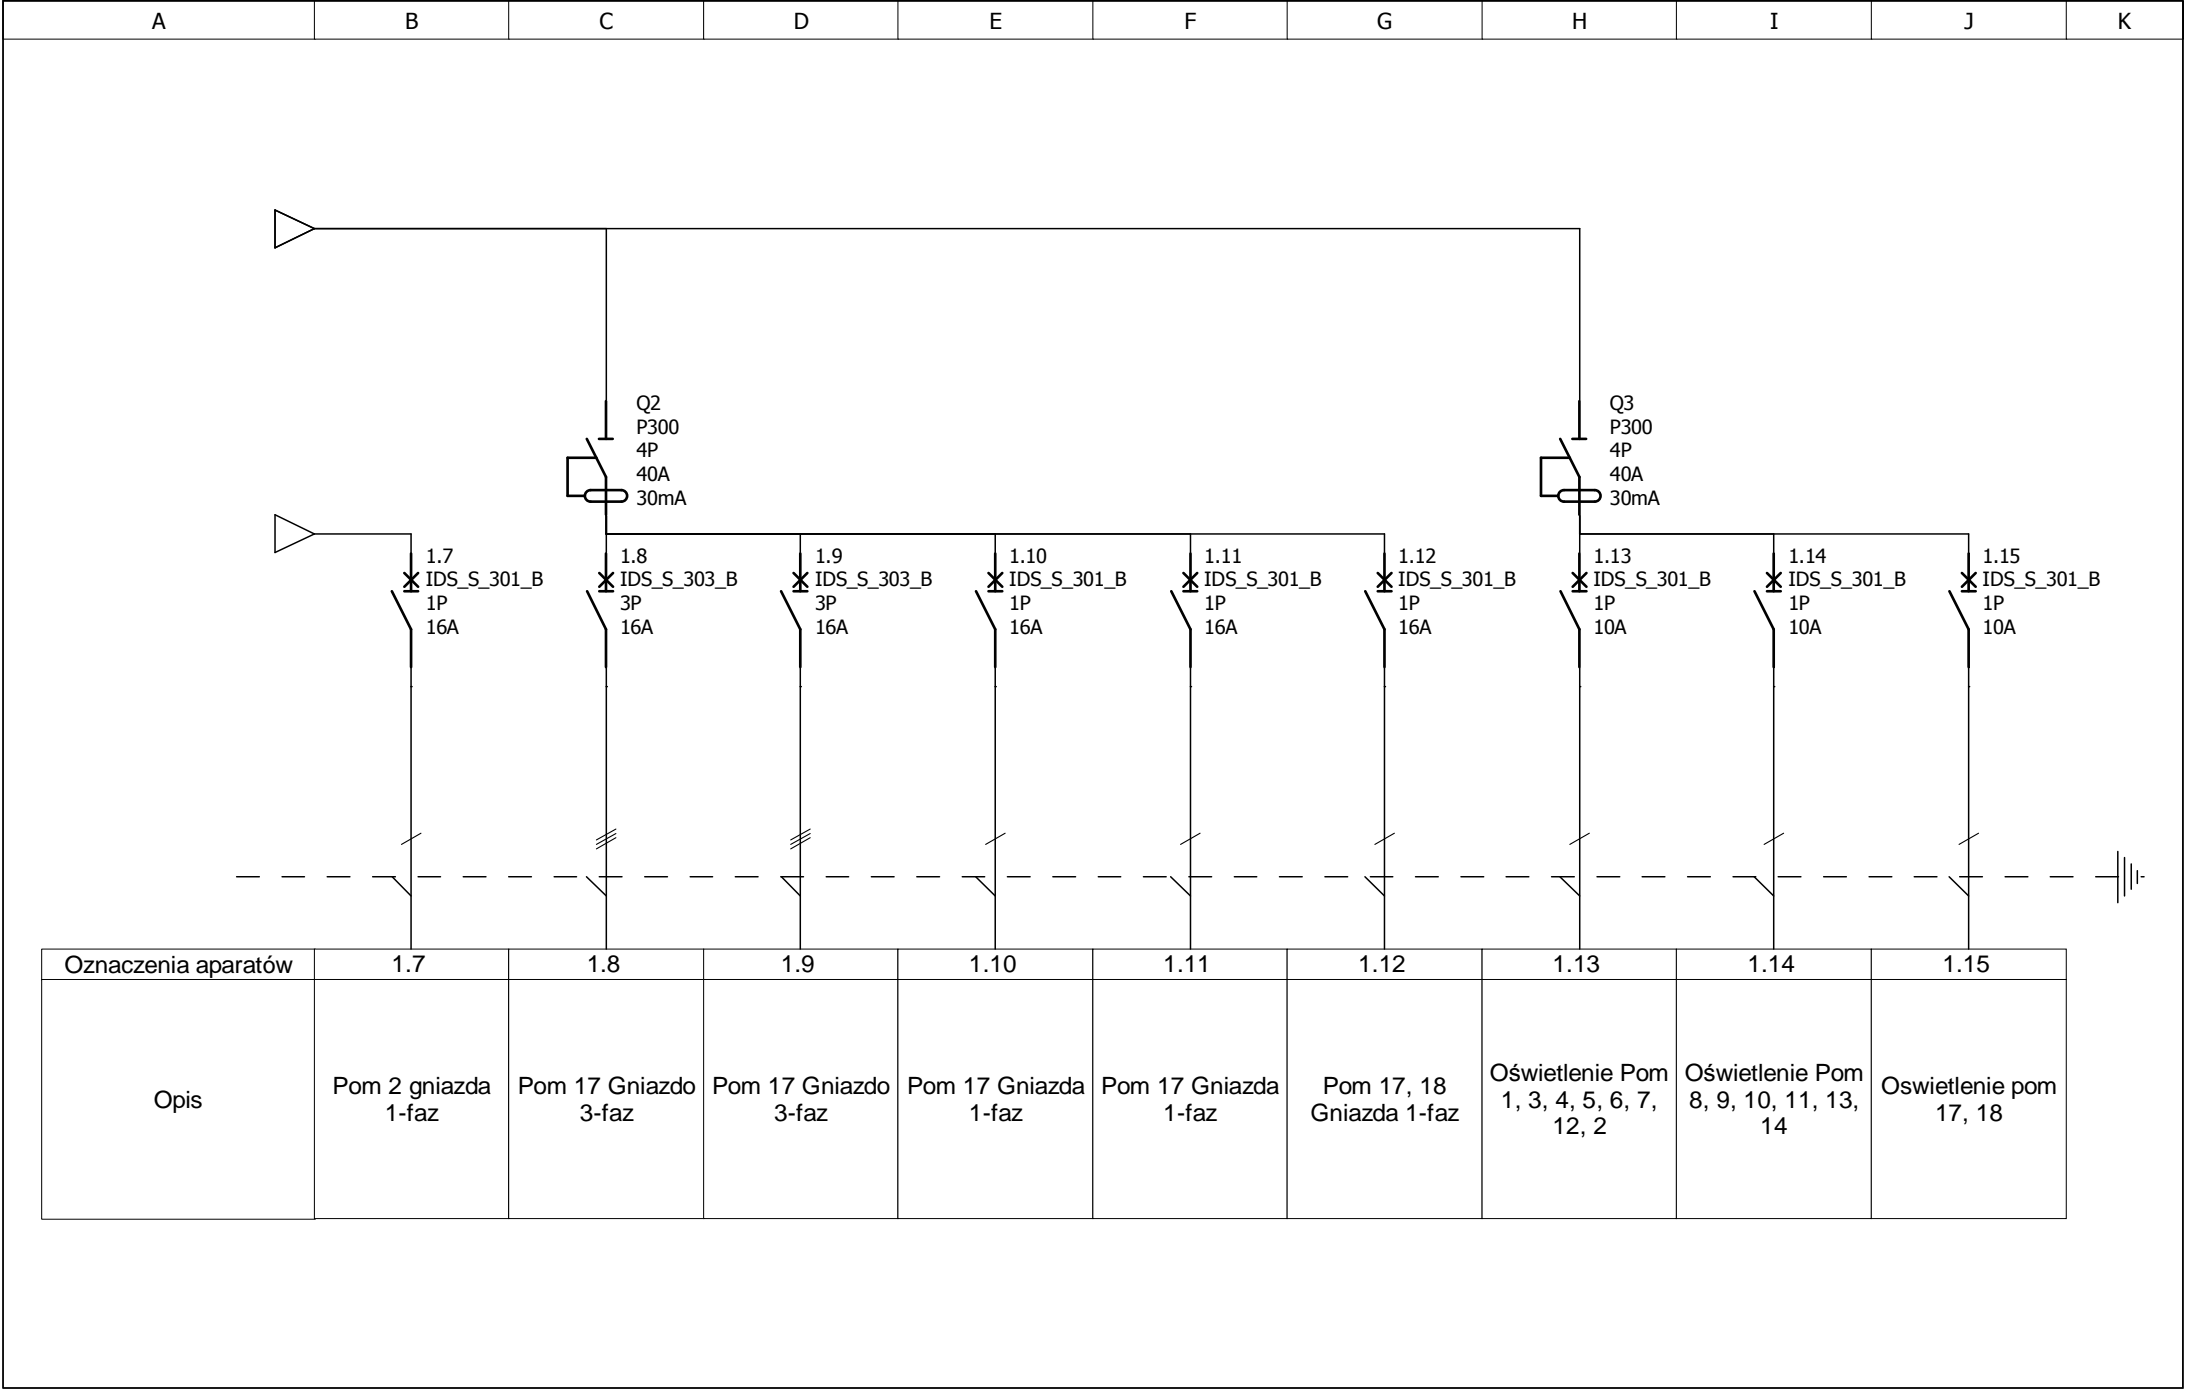 A B C D E F G H I J K
Q2
P300
4P
40A
30mA
Q3
P300
4P
40A
30mA
1.7
IDS_S_301_B
1P
16A
1.8
IDS_S_303_B
3P
16A
1.9
IDS_S_303_B
3P
16A
1.10
IDS_S_301_B
1P
16A
1.11
IDS_S_301_B
1P
16A
1.12
IDS_S_301_B
1P
16A
1.13
IDS_S_301_B
1P
10A
1.14
IDS_S_301_B
1P
10A
1.15
IDS_S_301_B
1P
10A
Oznaczenia aparatów 1.7 1.8 1.9 1.10 1.11 1.12 1.13 1.14 1.15
Opis
Pom 2 gniazda
1-faz
Pom 17 Gniazdo
3-faz
Pom 17 Gniazdo
3-faz
Pom 17 Gniazda
1-faz
Pom 17 Gniazda
1-faz
Pom 17, 18
Gniazda 1-faz
Oświetlenie Pom
1, 3, 4, 5, 6, 7,
12, 2
Oświetlenie Pom
8, 9, 10, 11, 13,
14
Oswietlenie pom
17, 18